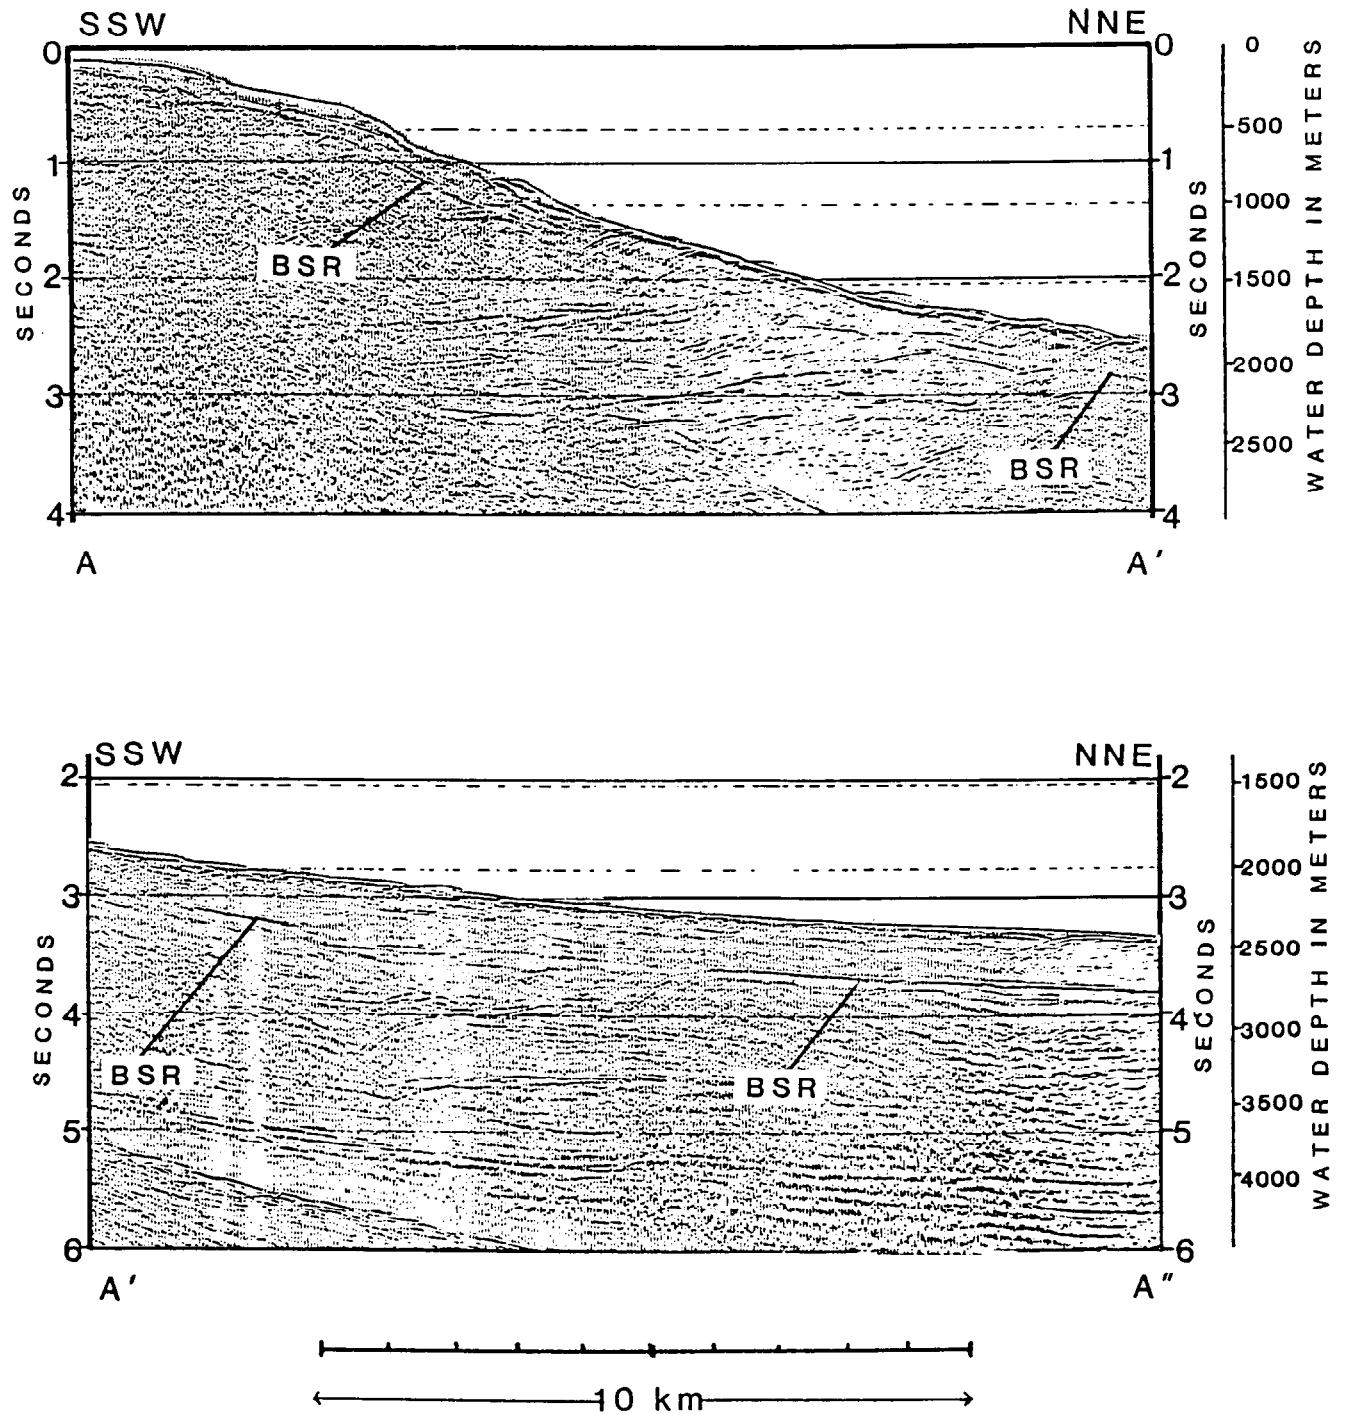 SSW NNE
0 0 0
500
1 1
1000
BSR
2 2 1500
2000
3 3
BSR 2500
4 4
SECONDS
SECONDS
WATER DEPTH IN METERS
A A′
SSW NNE
2 2 1500
2000
3 3
2500
4 4 3000
BSR BSR
3500
5 5
4000
6 6
SECONDS
SECONDS
WATER DEPTH IN METERS
A′ A″
10 km